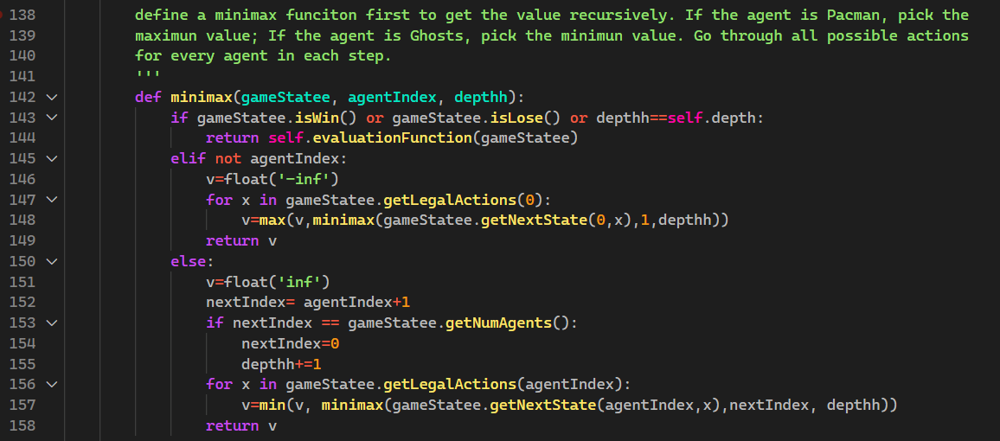 138 define a minimax funciton first to get the value recursively. If the agent is Pacman, pick the
139 maximun value; If the agent is Ghosts, pick the minimun value. Go through all possible actions
140 for every agent in each step.
141 '''
142 def minimax(gameStatee, agentIndex, depthh):
143     if gameStatee.isWin() or gameStatee.isLose() or depthh==self.depth:
144         return self.evaluationFunction(gameStatee)
145     elif not agentIndex:
146         v=float('-inf')
147         for x in gameStatee.getLegalActions(0):
148             v=max(v,minimax(gameStatee.getNextState(0,x),1,depthh))
149         return v
150     else:
151         v=float('inf')
152         nextIndex= agentIndex+1
153         if nextIndex == gameStatee.getNumAgents():
154             nextIndex=0
155             depthh+=1
156         for x in gameStatee.getLegalActions(agentIndex):
157             v=min(v, minimax(gameStatee.getNextState(agentIndex,x),nextIndex, depthh))
158         return v